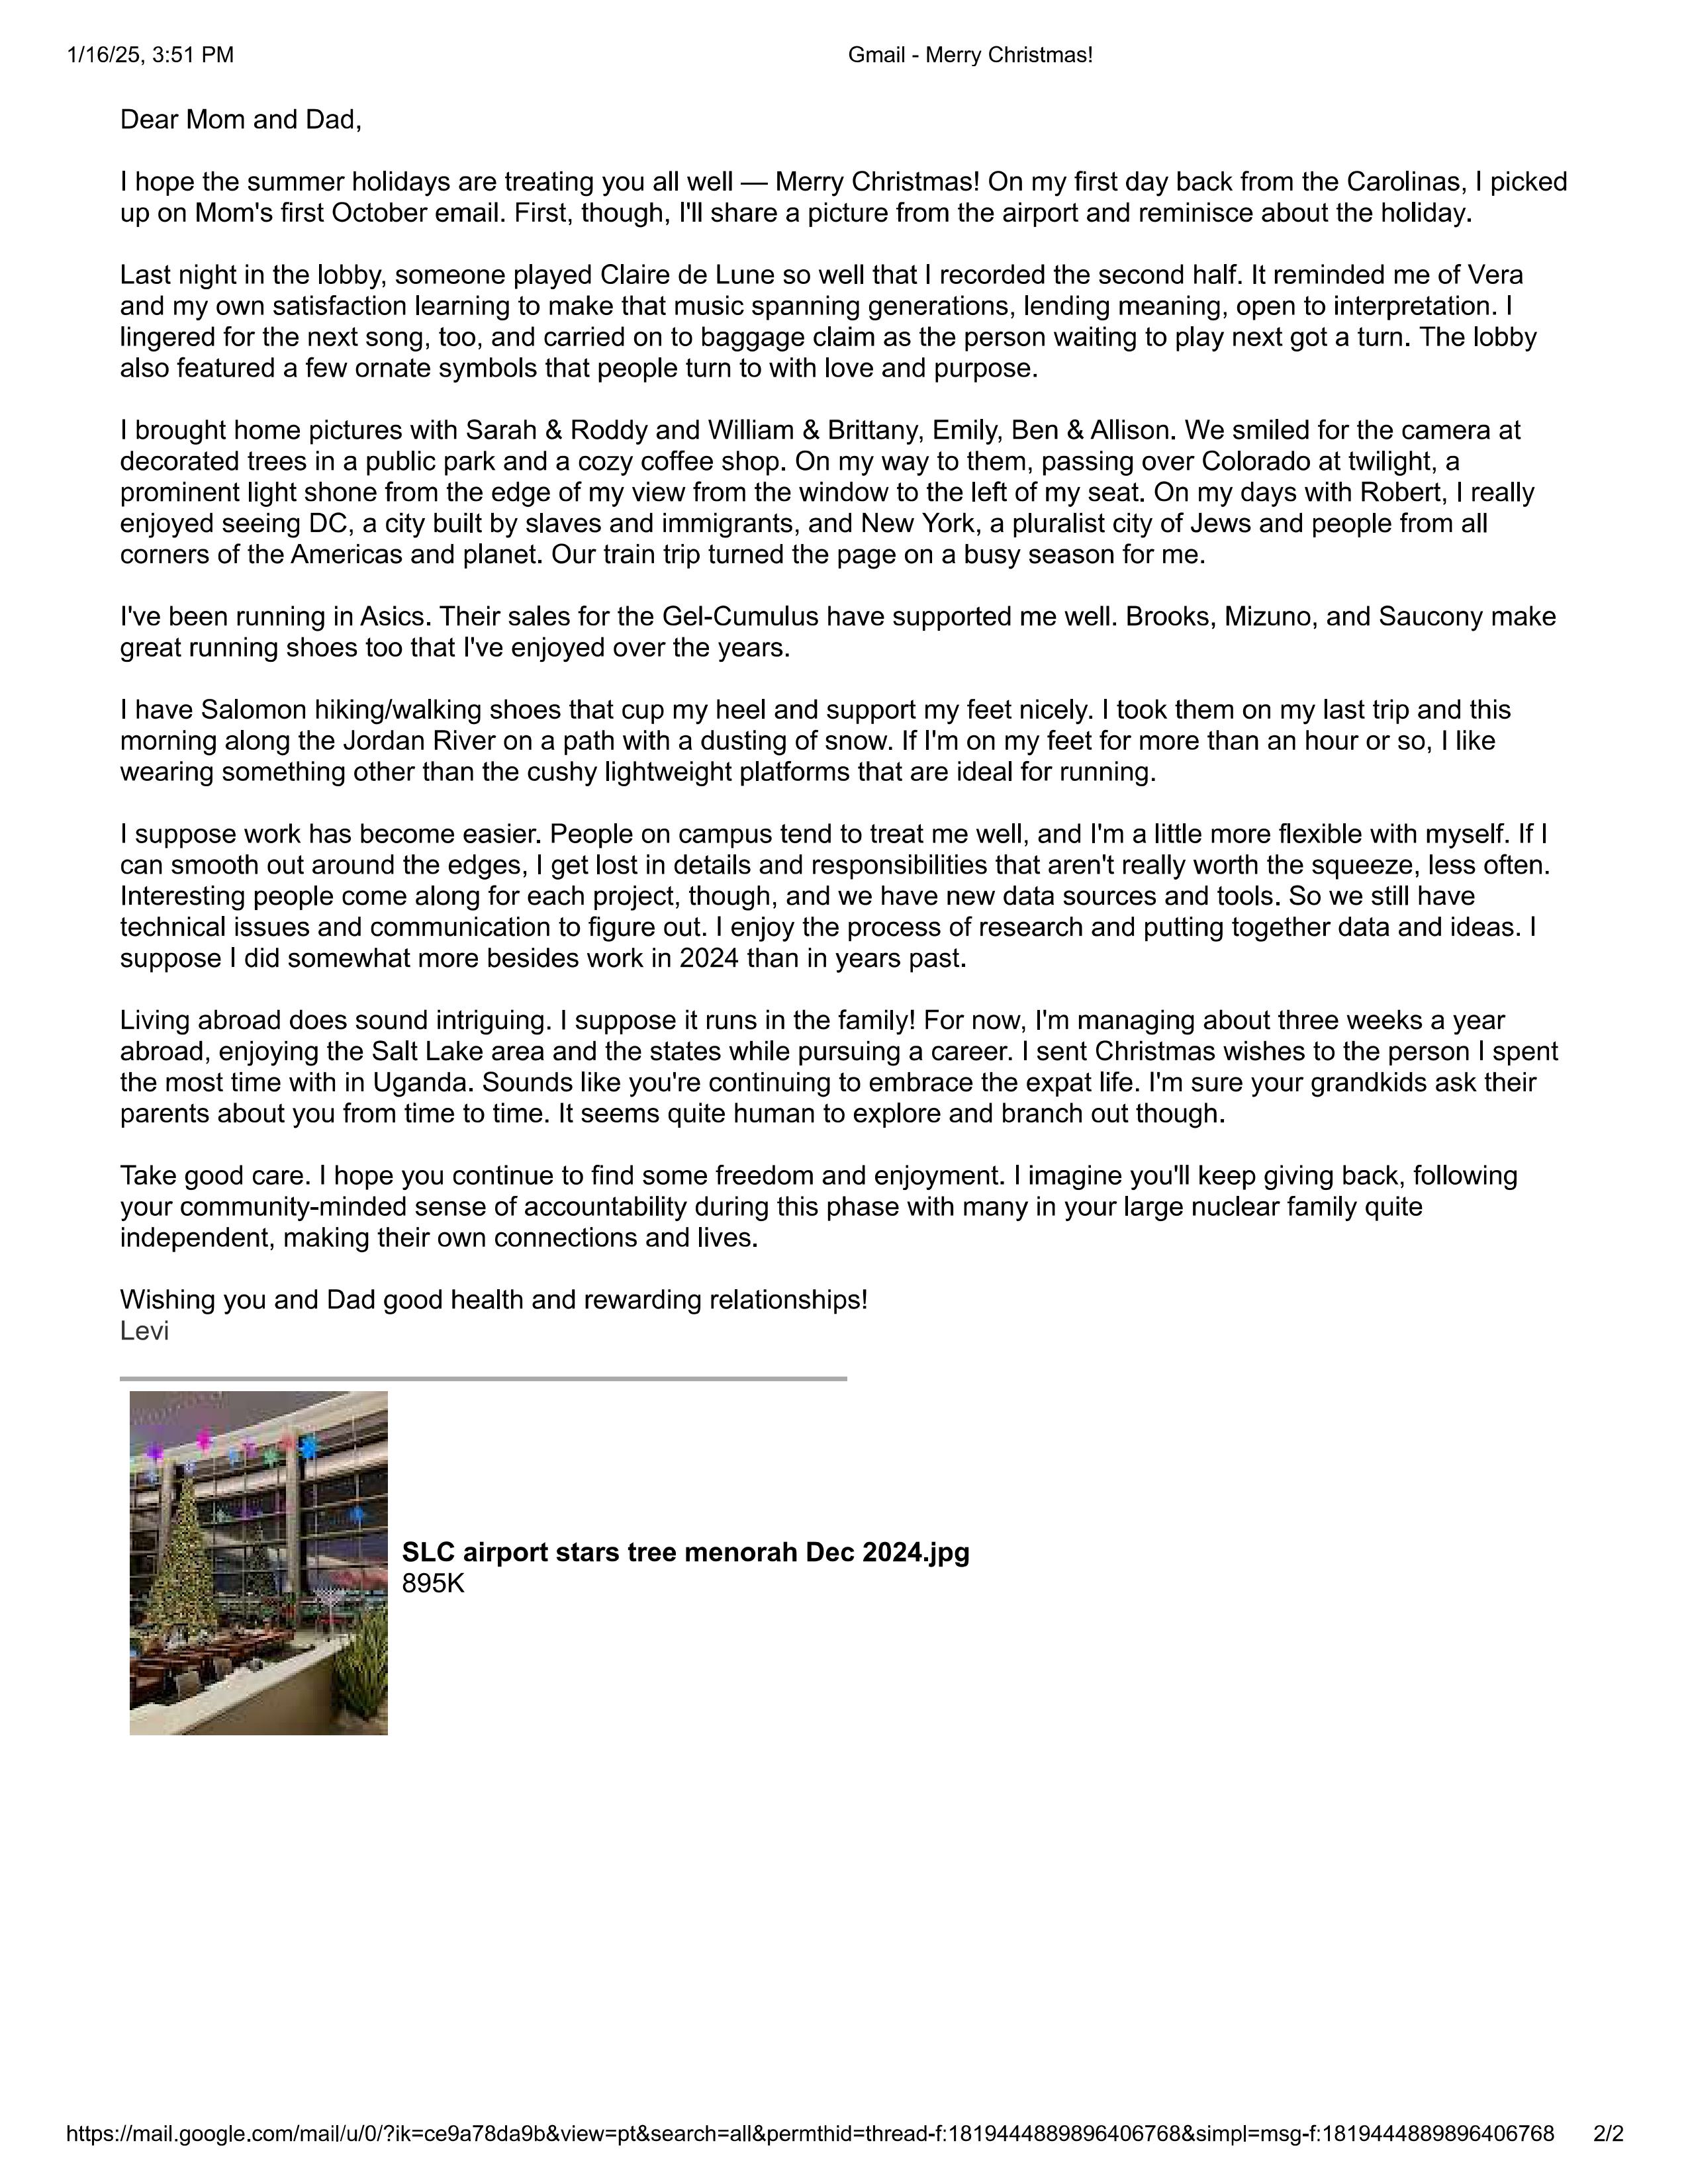 1/16/25, 3:51 PM
Gmail - Merry Christmas!
Dear Mom and Dad,
I hope the summer holidays are treating you all well — Merry Christmas! On my first day back from the Carolinas, I picked
up on Mom's first October email. First, though, I'll share a picture from the airport and reminisce about the holiday.
Last night in the lobby, someone played Claire de Lune so well that I recorded the second half. It reminded me of Vera
and my own satisfaction learning to make that music spanning generations, lending meaning, open to interpretation. I
lingered for the next song, too, and carried on to baggage claim as the person waiting to play next got a turn. The lobby
also featured a few ornate symbols that people turn to with love and purpose.
I brought home pictures with Sarah & Roddy and William & Brittany, Emily, Ben & Allison. We smiled for the camera at
decorated trees in a public park and a cozy coffee shop. On my way to them, passing over Colorado at twilight, a
prominent light shone from the edge of my view from the window to the left of my seat. On my days with Robert, I really
enjoyed seeing DC, a city built by slaves and immigrants, and New York, a pluralist city of Jews and people from all
corners of the Americas and planet. Our train trip turned the page on a busy season for me.
I've been running in Asics. Their sales for the Gel-Cumulus have supported me well. Brooks, Mizuno, and Saucony make
great running shoes too that I've enjoyed over the years.
I have Salomon hiking/walking shoes that cup my heel and support my feet nicely. I took them on my last trip and this
morning along the Jordan River on a path with a dusting of snow. If I'm on my feet for more than an hour or so, I like
wearing something other than the cushy lightweight platforms that are ideal for running.
I suppose work has become easier. People on campus tend to treat me well, and I'm a little more flexible with myself. If I
can smooth out around the edges, I get lost in details and responsibilities that aren't really worth the squeeze, less often.
Interesting people come along for each project, though, and we have new data sources and tools. So we still have
technical issues and communication to figure out. I enjoy the process of research and putting together data and ideas. I
suppose I did somewhat more besides work in 2024 than in years past.
Living abroad does sound intriguing. I suppose it runs in the family! For now, I'm managing about three weeks a year
abroad, enjoying the Salt Lake area and the states while pursuing a career. I sent Christmas wishes to the person I spent
the most time with in Uganda. Sounds like you're continuing to embrace the expat life. I'm sure your grandkids ask their
parents about you from time to time. It seems quite human to explore and branch out though.
Take good care. I hope you continue to find some freedom and enjoyment. I imagine you'll keep giving back, following
your community-minded sense of accountability during this phase with many in your large nuclear family quite
independent, making their own connections and lives.
Wishing you and Dad good health and rewarding relationships!
Levi
SLC airport stars tree menorah Dec 2024.jpg
895K
https://mail.google.com/mail/u/0/?ik=ce9a78da9b&view=pt&search=all&permthid=thread-f:1819444889896406768&simpl=msg-f:1819444889896406768
2/2